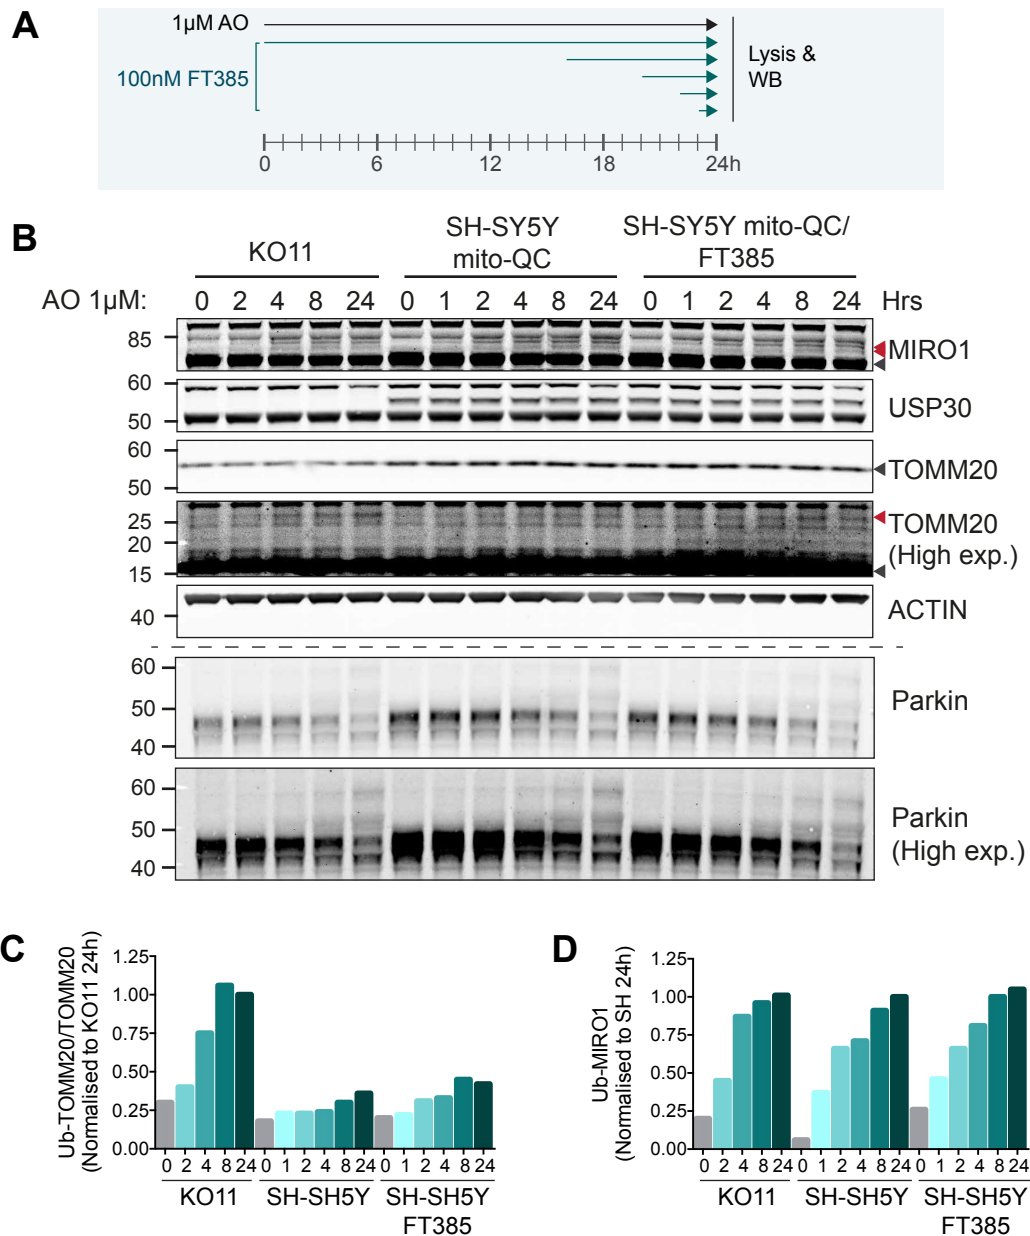 A
1µM AO
100nM FT385
Lysis &
WB
0 6 12 18 24h
B
KO11
SH-SY5Y
mito-QC
SH-SY5Y mito-QC/
FT385
AO 1µM: 0 2 4 8 24 0 1 2 4 8 24 0 1 2 4 8 24 Hrs
85
MIRO1
60
50
USP30
60
50
TOMM20
25
20
15
TOMM20
(High exp.)
40
ACTIN
60
50
40
Parkin
60
50
40
Parkin
(High exp.)
C
Ub-TOMM20/TOMM20
(Normalised to KO11 24h)
1.25
1.00
0.75
0.50
0.25
0.00
0 2 4 8 24 0 1 2 4 8 24 0 1 2 4 8 24
KO11 SH-SH5Y SH-SH5Y
FT385
D
Ub-MIRO1
(Normalised to SH 24h)
1.25
1.00
0.75
0.50
0.25
0.00
0 2 4 8 24 0 1 2 4 8 24 0 1 2 4 8 24
KO11 SH-SH5Y SH-SH5Y
FT385